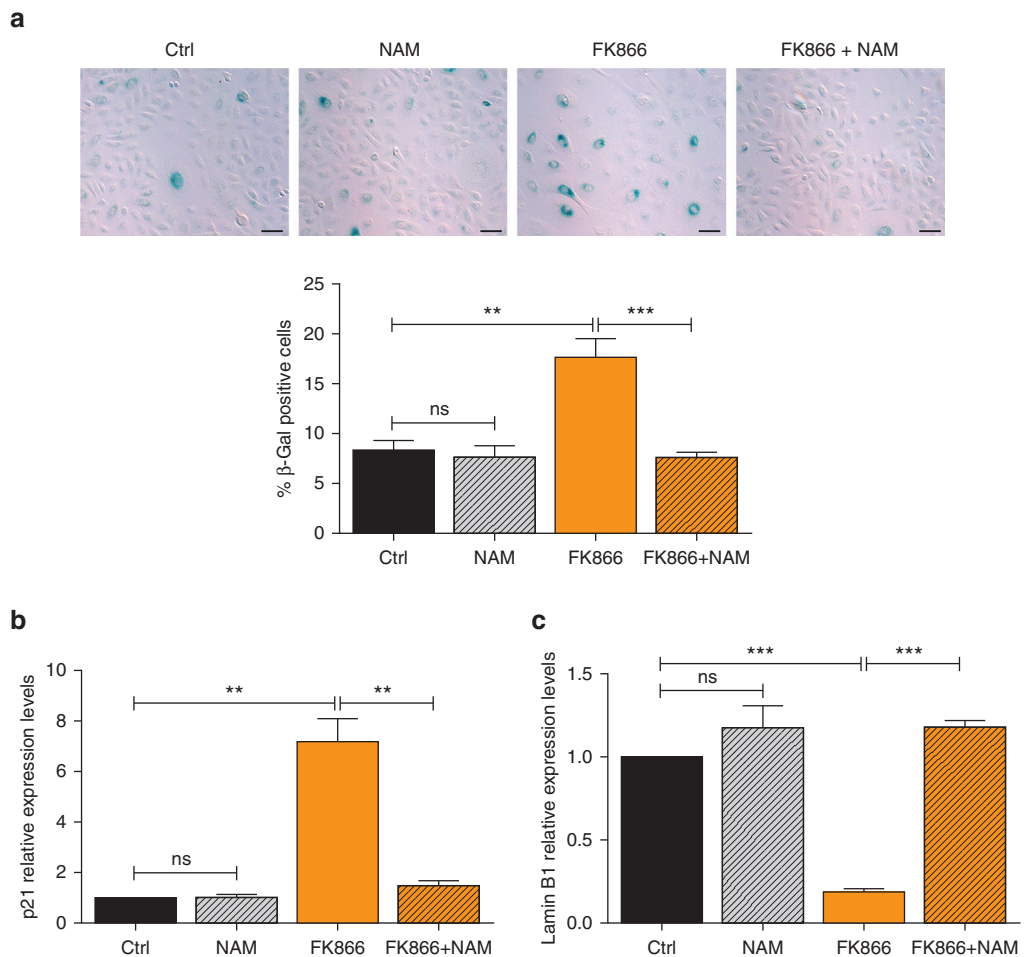 a
Ctrl NAM FK866 FK866 + NAM
% β-Gal positive cells
25
20
15
10
5
0
** ***
ns
Ctrl NAM FK866 FK866+NAM
b
p21 relative expression levels
10
8
6
4
2
0
** **
ns
Ctrl NAM FK866 FK866+NAM
c
Lamin B1 relative expression levels
1.5
1.0
0.5
0.0
*** ***
ns
Ctrl NAM FK866 FK866+NAM